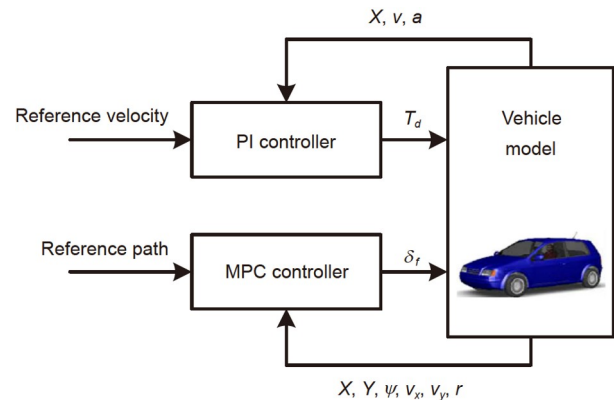 X, v, a
Reference velocity
PI controller
T_d
Vehicle
model
Reference path
MPC controller
δ_f
X, Y, ψ, v_x, v_y, r